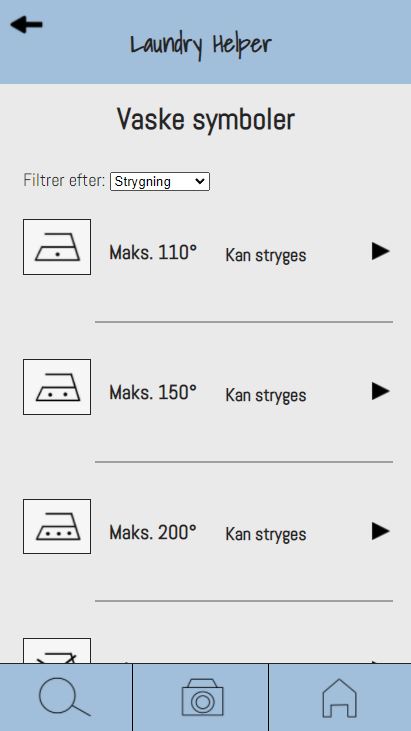 Laundry Helper
Vaske symboler
Filtrer efter: Strygning
Maks. 110° Kan stryges
Maks. 150° Kan stryges
Maks. 200° Kan stryges